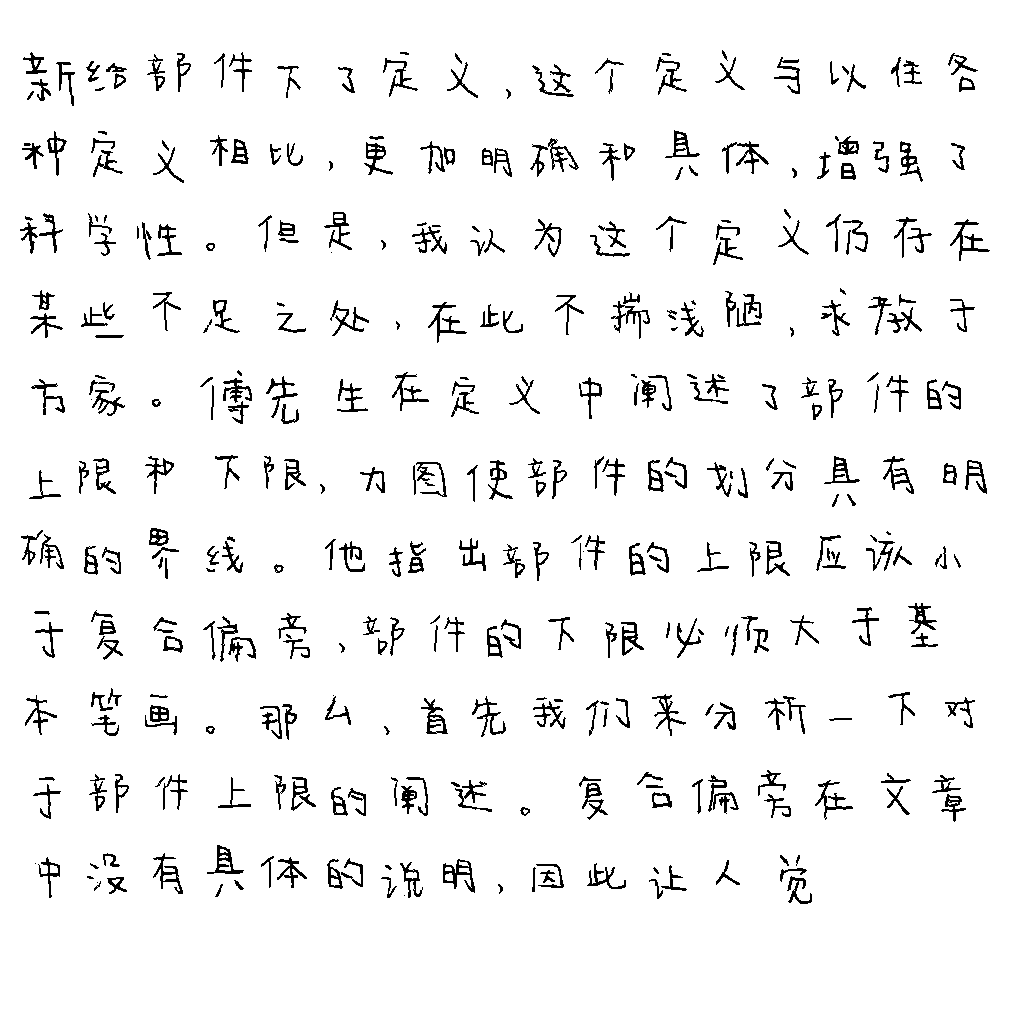 新给部件下了定义,这个定义与以往各
种定义相比,更加明确和具体,增强了
科学性。但是,我认为这个定义仍存在
某些不足之处,在此不揣浅陋,求教于
方家。傅先生在定义中阐述了部件的
上限和下限,力图使部件的划分具有明
确的界线。他指出部件的上限应该小
于复合偏旁,部件的下限必须大于基
本笔画。那么,首先我们来分析一下对
于部件上限的阐述。复合偏旁在文章
中没有具体的说明,因此让人觉